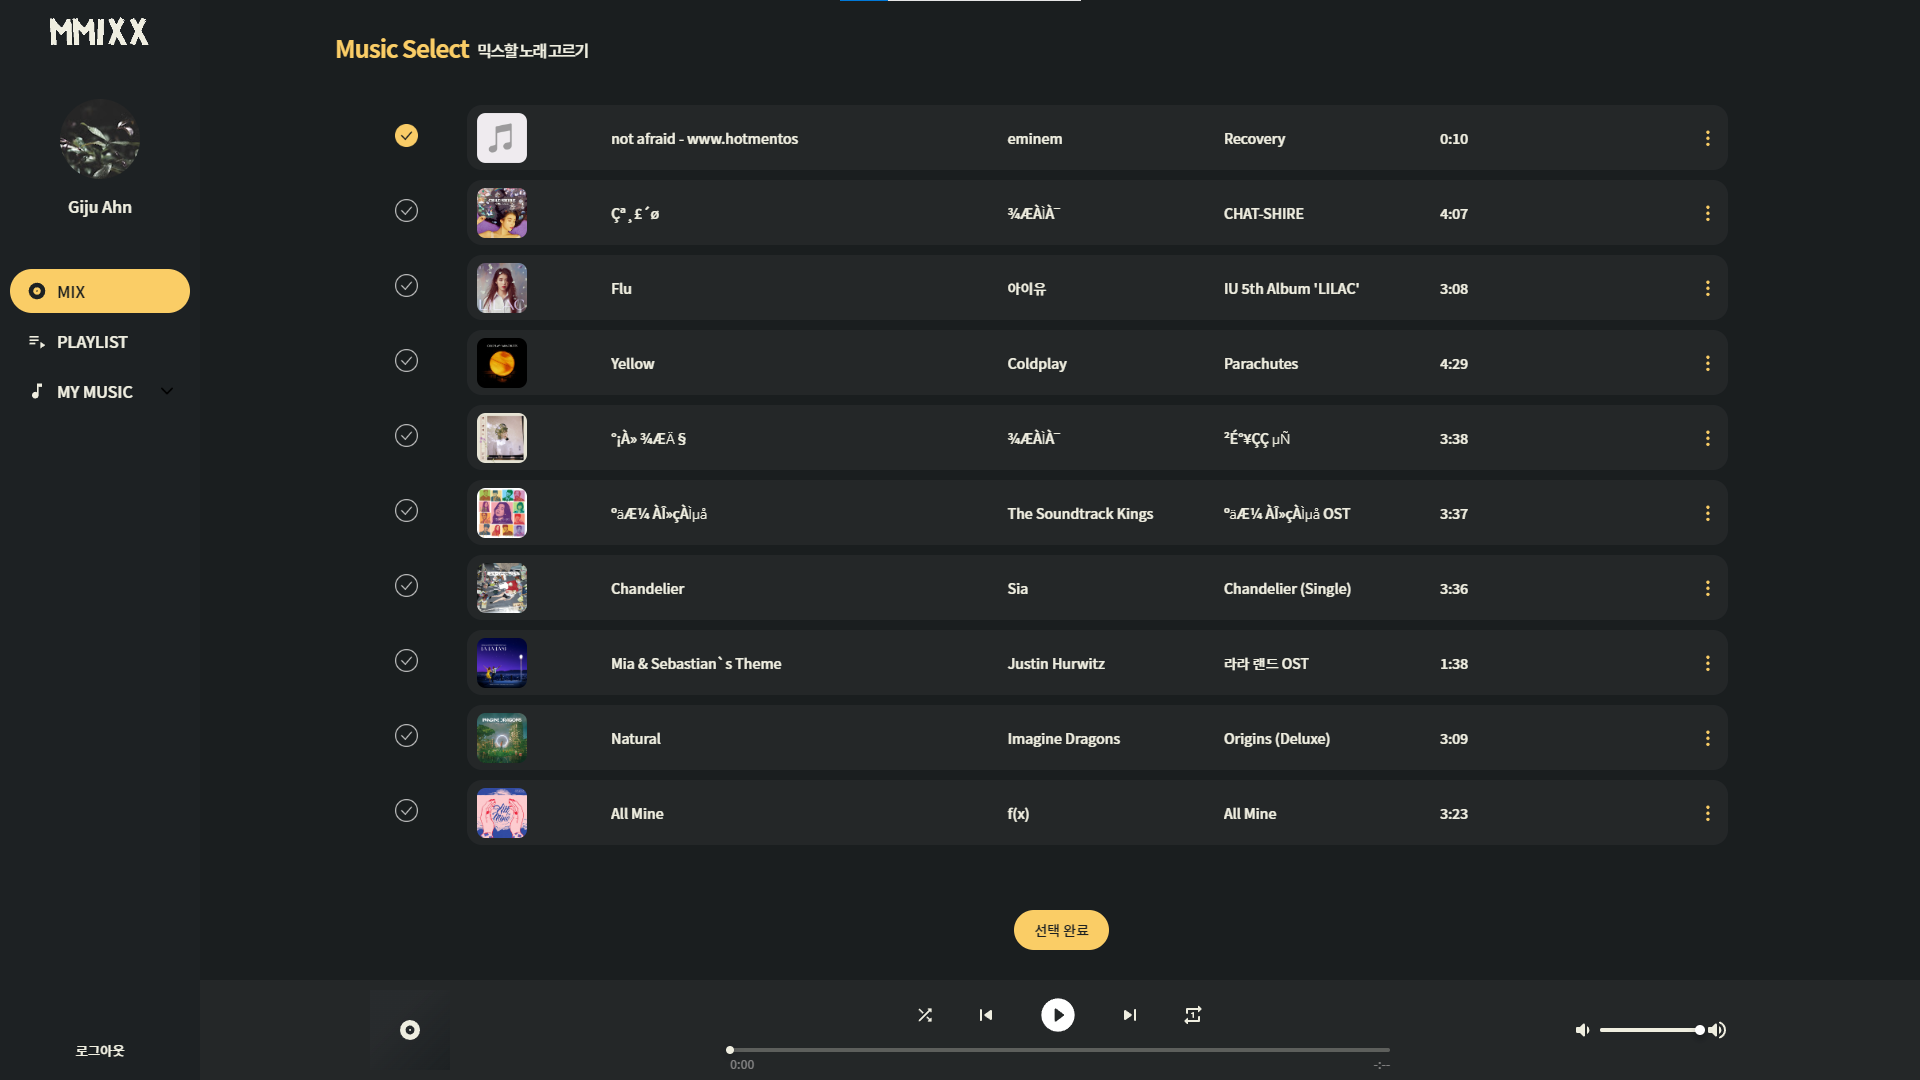 MMIXX
Giju Ahn
MIX
PLAYLIST
MY MUSIC
로그아웃
Music Select 믹스할 노래 고르기
not afraid - www.hotmentos eminem Recovery 0:10
Çª¸£´ø ¾ÆÀÌÀ¯ CHAT-SHIRE 4:07
Flu 아이유 IU 5th Album 'LILAC' 3:08
Yellow Coldplay Parachutes 4:29
°¡À» ¾ÆÄ§ ¾ÆÀÌÀ¯ ²É°¥ÇÇ µÑ 3:38
ºäÆ¼ ÀÎ»çÀÌµå The Soundtrack Kings ºäÆ¼ ÀÎ»çÀÌµå OST 3:37
Chandelier Sia Chandelier (Single) 3:36
Mia & Sebastian`s Theme Justin Hurwitz 라라 랜드 OST 1:38
Natural Imagine Dragons Origins (Deluxe) 3:09
All Mine f(x) All Mine 3:23
선택 완료
0:00 -:--